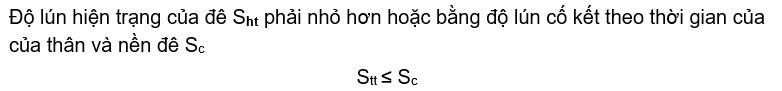 Độ lún hiện trạng của đê Sht phải nhỏ hơn hoặc bằng độ lún cố kết theo thời gian của
của thân và nền đê Sc
Stt ≤ Sc